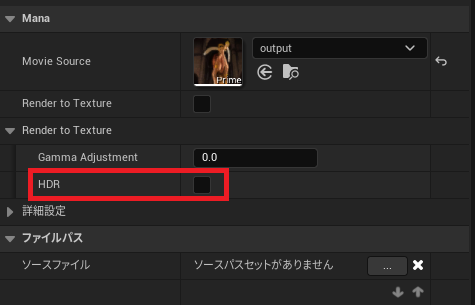 Mana
Movie Source
output
Prime
Render to Texture
Render to Texture
Gamma Adjustment
0.0
HDR
詳細設定
ファイルパス
ソースファイル ソースパスセットがありません ...